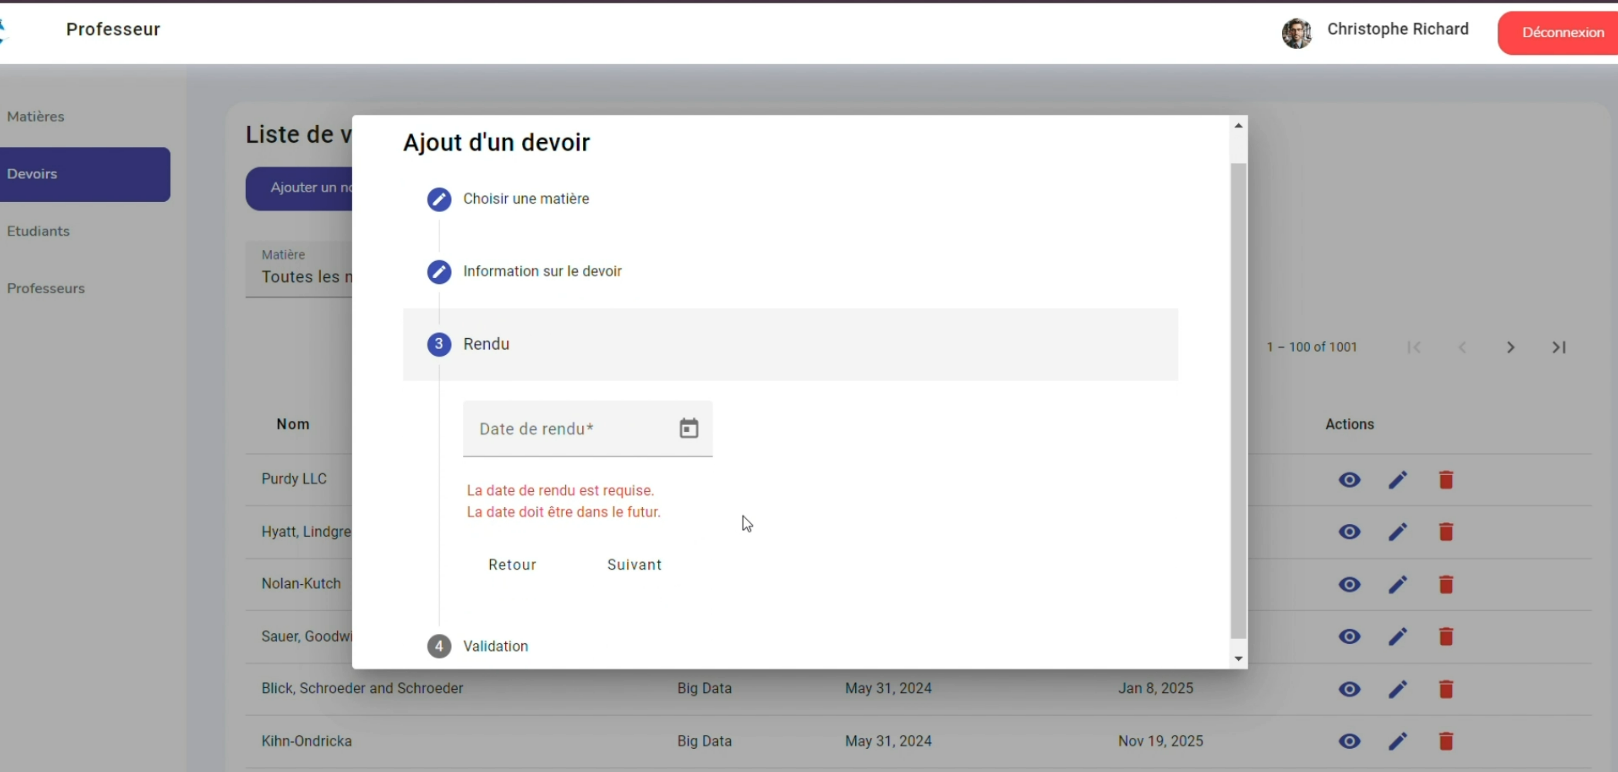 Professeur
Christophe Richard
Déconnexion
Matières
Devoirs
Etudiants
Professeurs
Liste de
Ajouter un
Matière
Toutes les
Ajout d'un devoir
Choisir une matière
Information sur le devoir
3 Rendu
Date de rendu*
La date de rendu est requise.
La date doit être dans le futur.
Retour Suivant
4 Validation
1 – 100 of 1001
Nom Actions
Purdy LLC
Hyatt, Lindgre
Nolan-Kutch
Sauer, Goodwi
Blick, Schroeder and Schroeder Big Data May 31, 2024 Jan 8, 2025
Kihn-Ondricka Big Data May 31, 2024 Nov 19, 2025